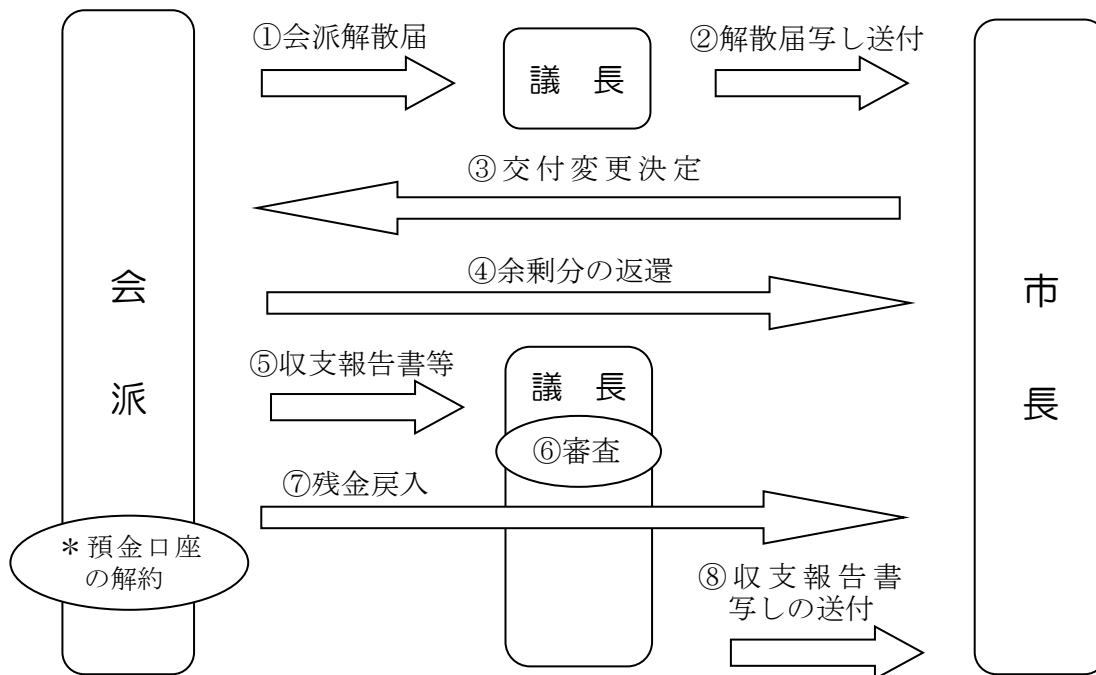 ①会派解散届
議　長
②解散届写し送付
③交付変更決定
④余剰分の返還
会
派
市
長
⑤収支報告書等
議　長
⑥審査
⑦残金戻入
＊預金口座
の解約
⑧収支報告書
写しの送付